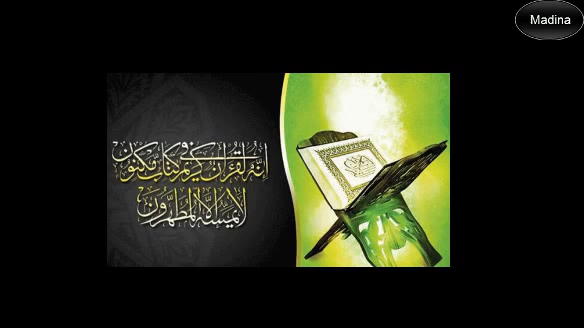 Madina
إنه لقرآن كريم في كتاب مكنون
لا يمسه إلا المطهرون